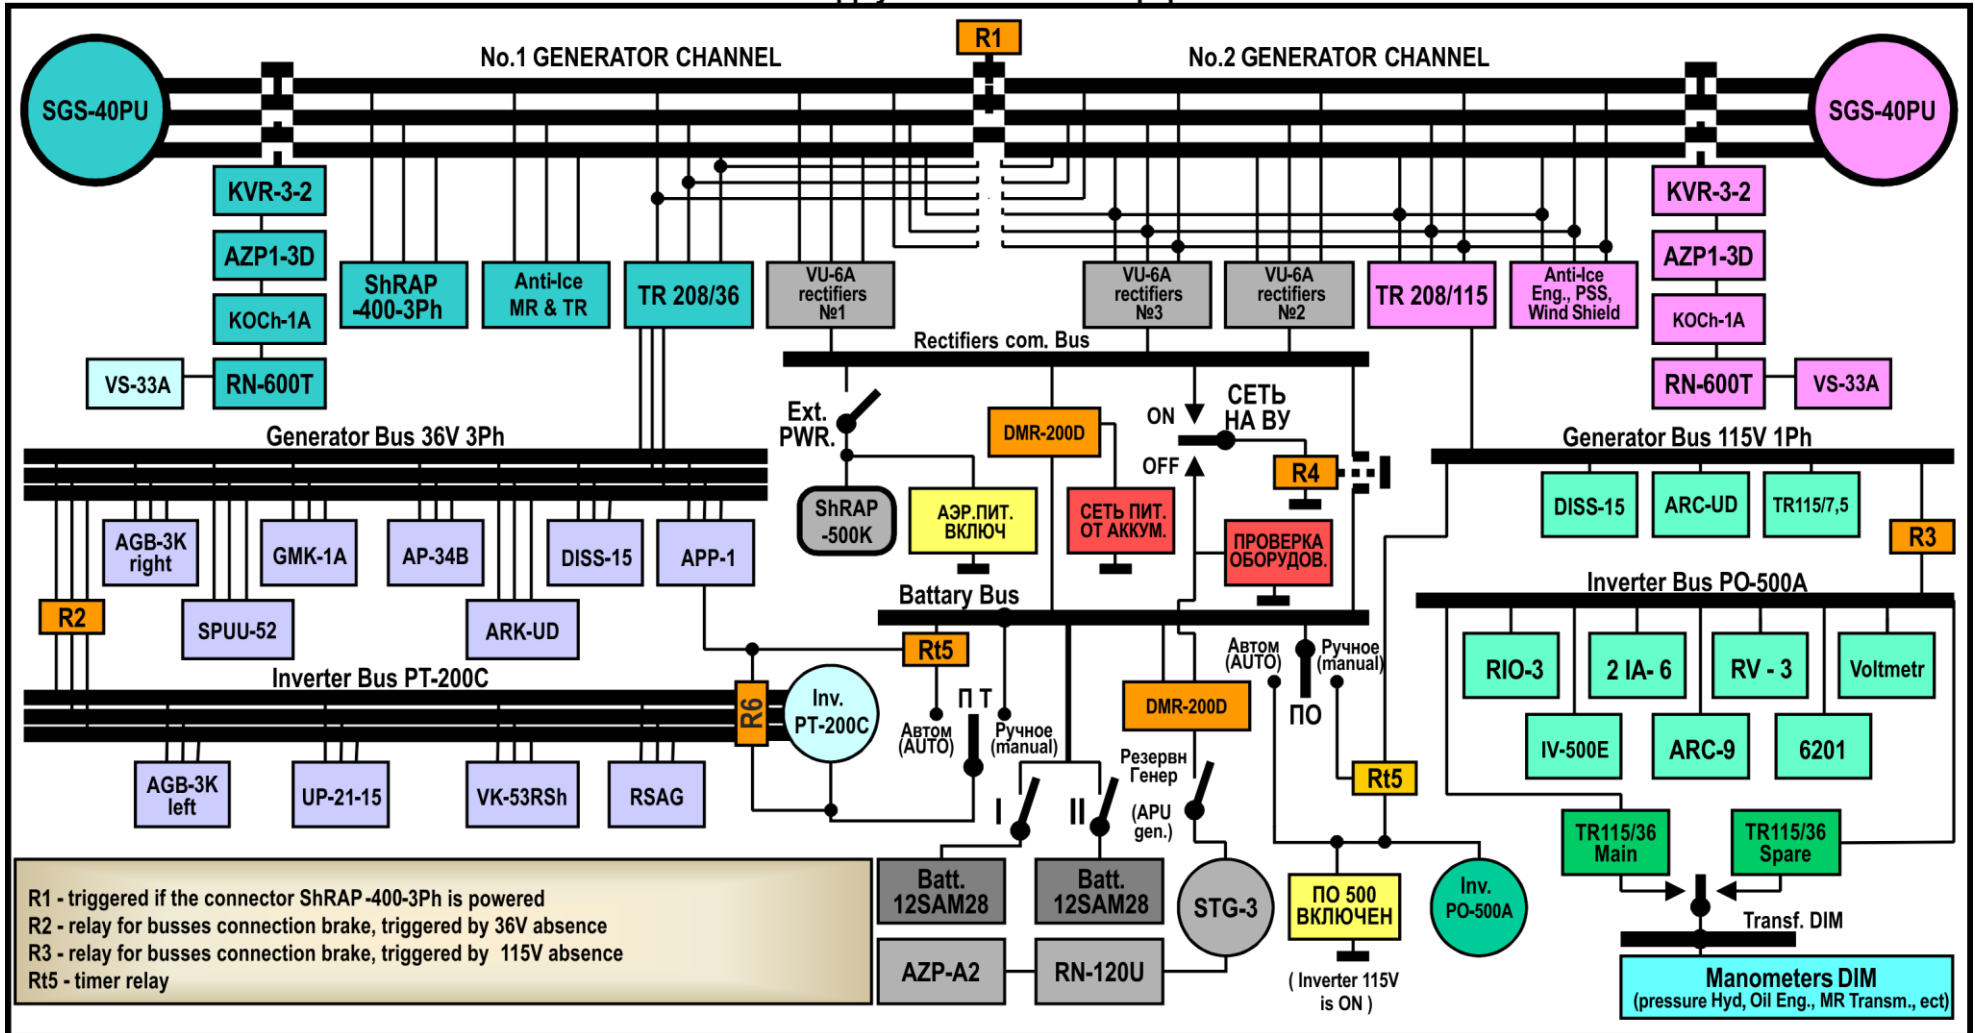 R1
No.1 GENERATOR CHANNEL
No.2 GENERATOR CHANNEL
SGS-40PU
SGS-40PU
KVR-3-2
AZP1-3D
KOCh-1A
RN-600T
VS-33A
ShRAP
-400-3Ph
Anti-Ice
MR & TR
TR 208/36
VU-6A
rectifiers
№1
VU-6A
rectifiers
№3
VU-6A
rectifiers
№2
TR 208/115
Anti-Ice
Eng., PSS,
Wind Shield
KVR-3-2
AZP1-3D
KOCh-1A
RN-600T
VS-33A
Rectifiers com. Bus
Ext.
PWR.
DMR-200D
ON
OFF
СЕТЬ
НА ВУ
R4
ShRAP
-500K
АЭР.ПИТ.
ВКЛЮЧ
СЕТЬ ПИТ.
ОТ АККУМ.
ПРОВЕРКА
ОБОРУДОВ.
Generator Bus 36V 3Ph
AGB-3K
right
GMK-1A
AP-34B
DISS-15
APP-1
R2
SPUU-52
ARK-UD
Inverter Bus PT-200C
AGB-3K
left
UP-21-15
VK-53RSh
RSAG
R6
Inv.
PT-200C
Battary Bus
Rt5
П Т
Автом
(AUTO)
Ручное
(manual)
DMR-200D
Резервн
Генер
(APU
gen.)
I
II
Автом
(AUTO)
Ручное
(manual)
ПО
Rt5
Generator Bus 115V 1Ph
DISS-15
ARC-UD
TR115/7,5
R3
Inverter Bus PO-500A
RIO-3
2 IA- 6
RV - 3
Voltmetr
IV-500E
ARC-9
6201
TR115/36
Main
TR115/36
Spare
Transf. DIM
Manometers DIM
(pressure Hyd, Oil Eng., MR Transm., ect)
Batt.
12SAM28
Batt.
12SAM28
STG-3
AZP-A2
RN-120U
ПО 500
ВКЛЮЧЕН
( Inverter 115V
is ON )
Inv.
PO-500A
R1 - triggered if the connector ShRAP -400-3Ph is powered
R2 - relay for busses connection brake, triggered by 36V absence
R3 - relay for busses connection brake, triggered by 115V absence
Rt5 - timer relay